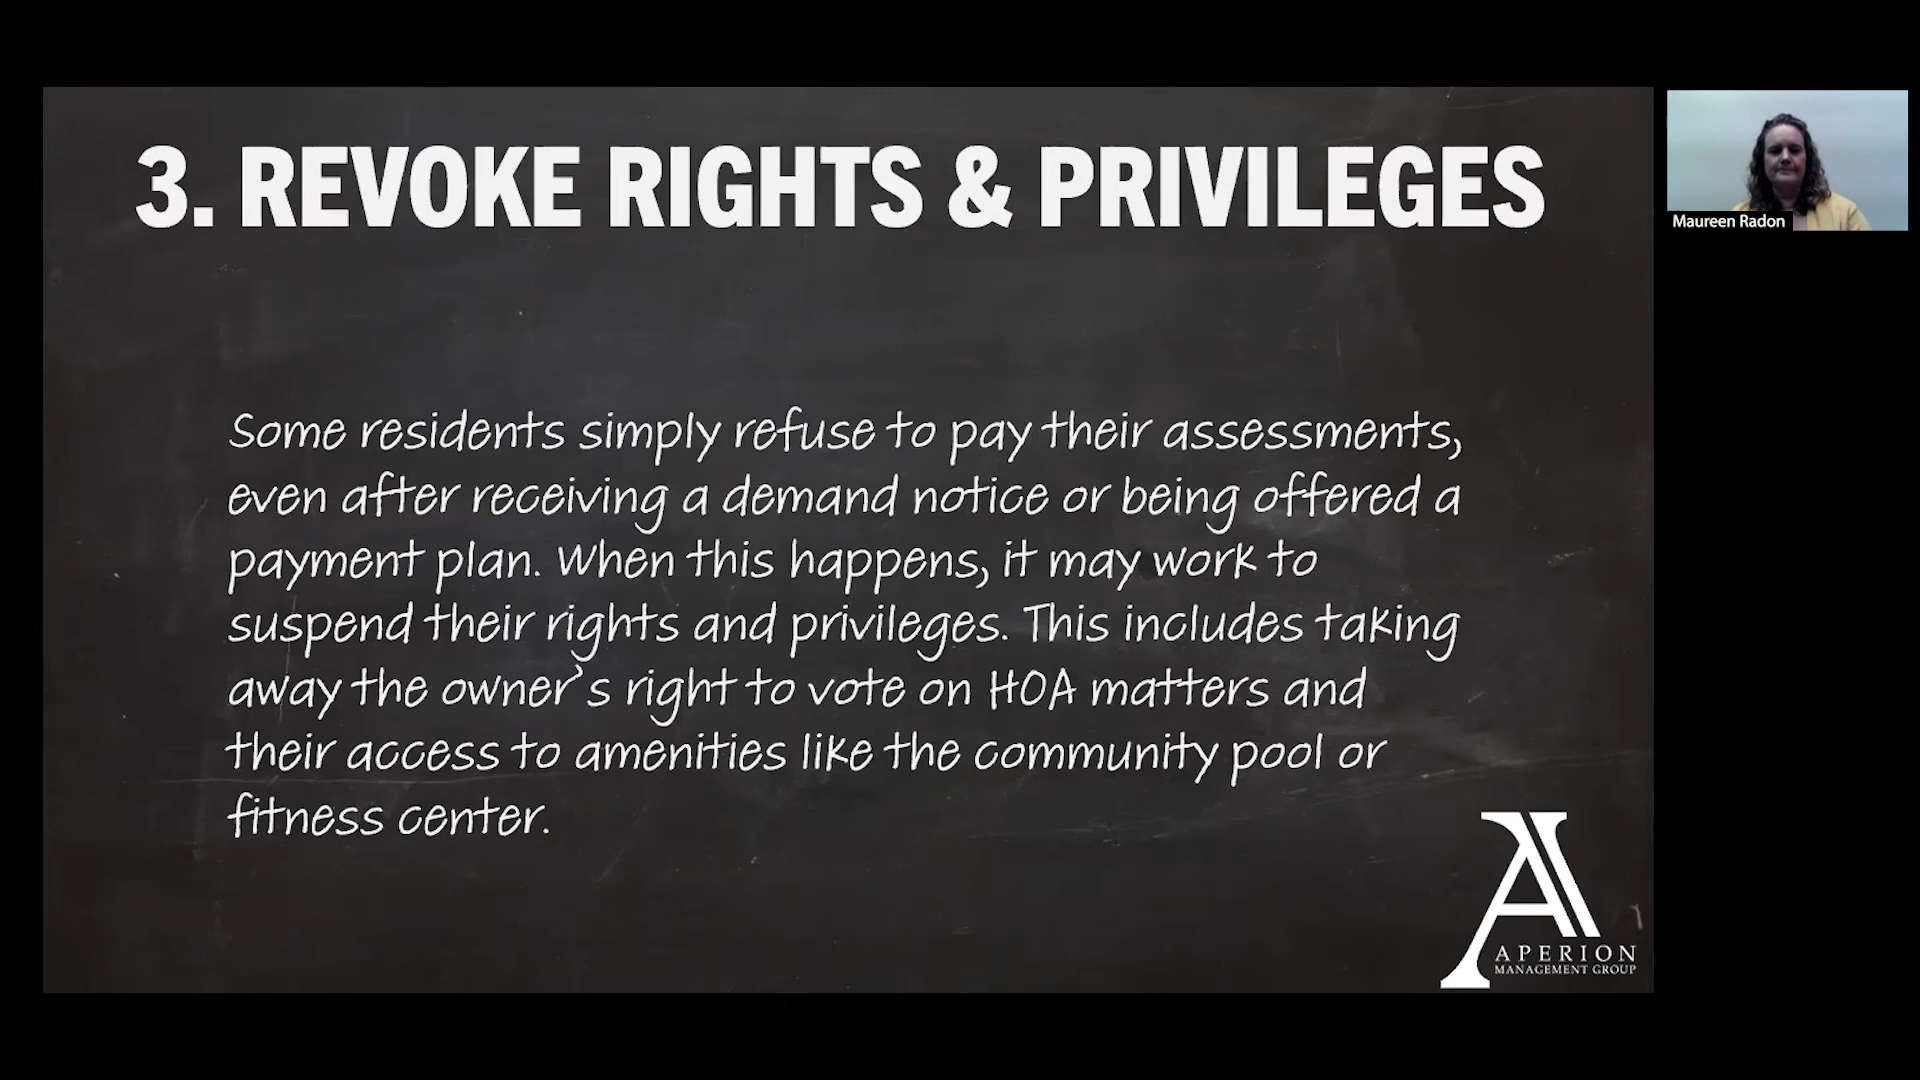 3. REVOKE RIGHTS & PRIVILEGES
Some residents simply refuse to pay their assessments,
even after receiving a demand notice or being offered a
payment plan. When this happens, it may work to
suspend their rights and privileges. This includes taking
away the owner's right to vote on HOA matters and
their access to amenities like the community pool or
fitness center.
APERION
MANAGEMENT GROUP
Maureen Radon